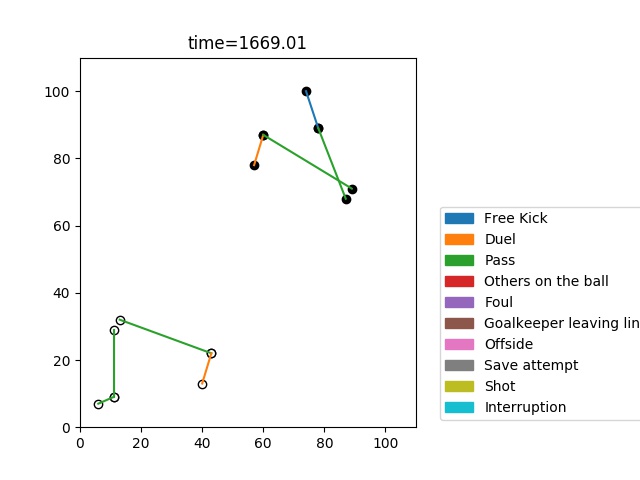 time=1669.01
100
80
60
40
20
0
0 20 40 60 80 100
Free Kick
Duel
Pass
Others on the ball
Foul
Goalkeeper leaving lin
Offside
Save attempt
Shot
Interruption